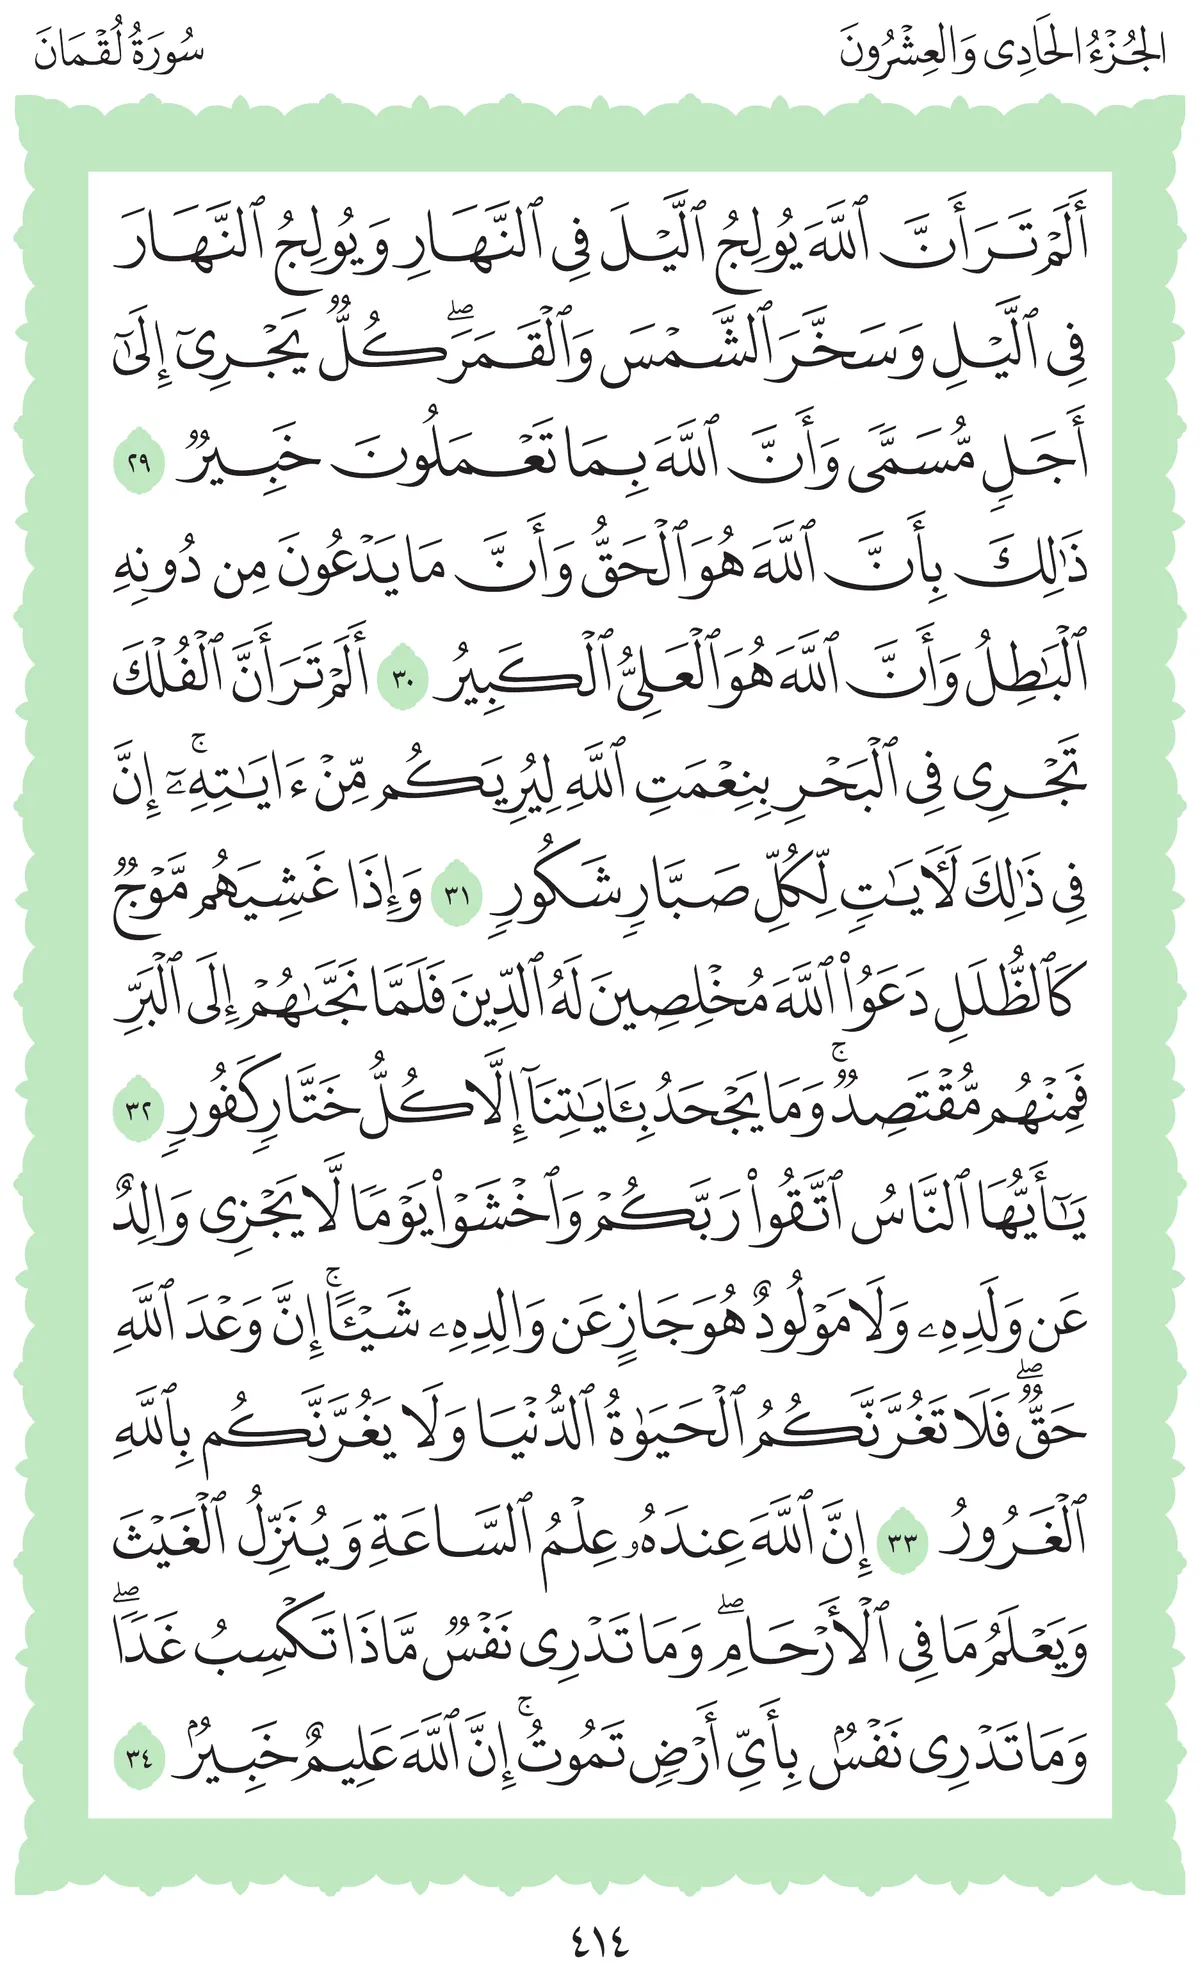 الجُزْءُ الحَادِى وَالعِشْرُونَ
سُورَةُ لُقْمَانَ
أَلَمْ تَرَ أَنَّ ٱللَّهَ يُولِجُ ٱلَّيْلَ فِى ٱلنَّهَارِ وَيُولِجُ ٱلنَّهَارَ
فِى ٱلَّيْلِ وَسَخَّرَ ٱلشَّمْسَ وَٱلْقَمَرَۖ كُلٌّ يَجْرِىٓ إِلَىٰٓ
أَجَلٍ مُّسَمًّى وَأَنَّ ٱللَّهَ بِمَا تَعْمَلُونَ خَبِيرٌ ٢٩
ذَٰلِكَ بِأَنَّ ٱللَّهَ هُوَ ٱلْحَقُّ وَأَنَّ مَا يَدْعُونَ مِن دُونِهِ
ٱلْبَٰطِلُ وَأَنَّ ٱللَّهَ هُوَ ٱلْعَلِىُّ ٱلْكَبِيرُ ٣٠ أَلَمْ تَرَ أَنَّ ٱلْفُلْكَ
تَجْرِى فِى ٱلْبَحْرِ بِنِعْمَتِ ٱللَّهِ لِيُرِيَكُم مِّنْ ءَايَٰتِهِۦٓۚ إِنَّ
فِى ذَٰلِكَ لَءَايَٰتٍ لِّكُلِّ صَبَّارٍ شَكُورٍ ٣١ وَإِذَا غَشِيَهُم مَّوْجٌ
كَٱلظُّلَلِ دَعَوُا۟ ٱللَّهَ مُخْلِصِينَ لَهُ ٱلدِّينَ فَلَمَّا نَجَّىٰهُمْ إِلَى ٱلْبَرِّ
فَمِنْهُم مُّقْتَصِدٌۚ وَمَا يَجْحَدُ بِـَٔايَٰتِنَآ إِلَّا كُلُّ خَتَّارٍ كَفُورٍ ٣٢
يَٰٓأَيُّهَا ٱلنَّاسُ ٱتَّقُوا۟ رَبَّكُمْ وَٱخْشَوْا۟ يَوْمًا لَّا يَجْزِى وَالِدٌ
عَن وَلَدِهِۦ وَلَا مَوْلُودٌ هُوَ جَازٍ عَن وَالِدِهِۦ شَيْـًٔاۚ إِنَّ وَعْدَ ٱللَّهِ
حَقٌّۖ فَلَا تَغُرَّنَّكُمُ ٱلْحَيَوٰةُ ٱلدُّنْيَا وَلَا يَغُرَّنَّكُم بِٱللَّهِ
ٱلْغَرُورُ ٣٣ إِنَّ ٱللَّهَ عِندَهُۥ عِلْمُ ٱلسَّاعَةِ وَيُنَزِّلُ ٱلْغَيْثَ
وَيَعْلَمُ مَا فِى ٱلْأَرْحَامِۖ وَمَا تَدْرِى نَفْسٌ مَّاذَا تَكْسِبُ غَدًاۖ
وَمَا تَدْرِى نَفْسٌۢ بِأَىِّ أَرْضٍ تَمُوتُۚ إِنَّ ٱللَّهَ عَلِيمٌ خَبِيرٌۢ ٣٤
٤١٤